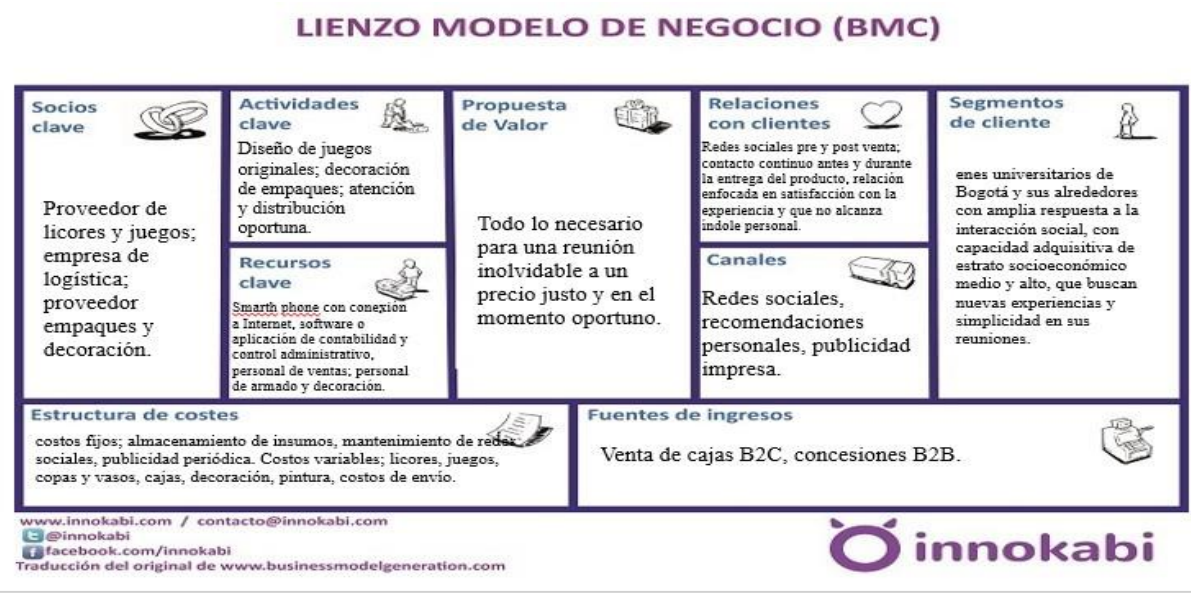 LIENZO MODELO DE NEGOCIO (BMC)
Socios
clave
Proveedor de
licores y juegos;
empresa de
logística;
proveedor
empaques y
decoración.
Actividades
clave
Diseño de juegos
originales; decoración
de empaques; atención
y distribución
oportuna.
Recursos
clave
Smarth phone con conexión
a Internet, software o
aplicación de contabilidad y
control administrativo,
personal de ventas; personal
de armado y decoración.
Propuesta
de Valor
Todo lo necesario
para una reunión
inolvidable a un
precio justo y en el
momento oportuno.
Relaciones
con clientes
Redes sociales pre y post venta;
contacto continuo antes y durante
la entrega del producto, relación
enfocada en satisfacción con la
experiencia y que no alcanza
índole personal.
Canales
Redes sociales,
recomendaciones
personales, publicidad
impresa.
Segmentos
de cliente
enes universitarios de
Bogotá y sus alrededores
con amplia respuesta a la
interacción social, con
capacidad adquisitiva de
estrato socioeconómico
medio y alto, que buscan
nuevas experiencias y
simplicidad en sus
reuniones.
Estructura de costes
costos fijos; almacenamiento de insumos, mantenimiento de redes
sociales, publicidad periódica. Costos variables; licores, juegos,
copas y vasos, cajas, decoración, pintura, costos de envío.
Fuentes de ingresos
Venta de cajas B2C, concesiones B2B.
www.innokabi.com / contacto@innokabi.com
@innokabi
facebook.com/innokabi
Traducción del original de www.businessmodelgeneration.com
innokabi